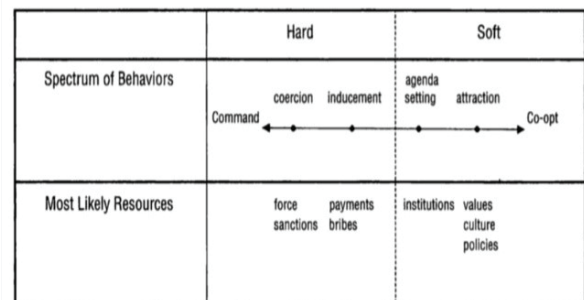 Hard Soft
Spectrum of Behaviors
agenda
coercion inducement setting attraction
Command Co-opt
Most Likely Resources
force payments institutions values
sanctions bribes culture
policies